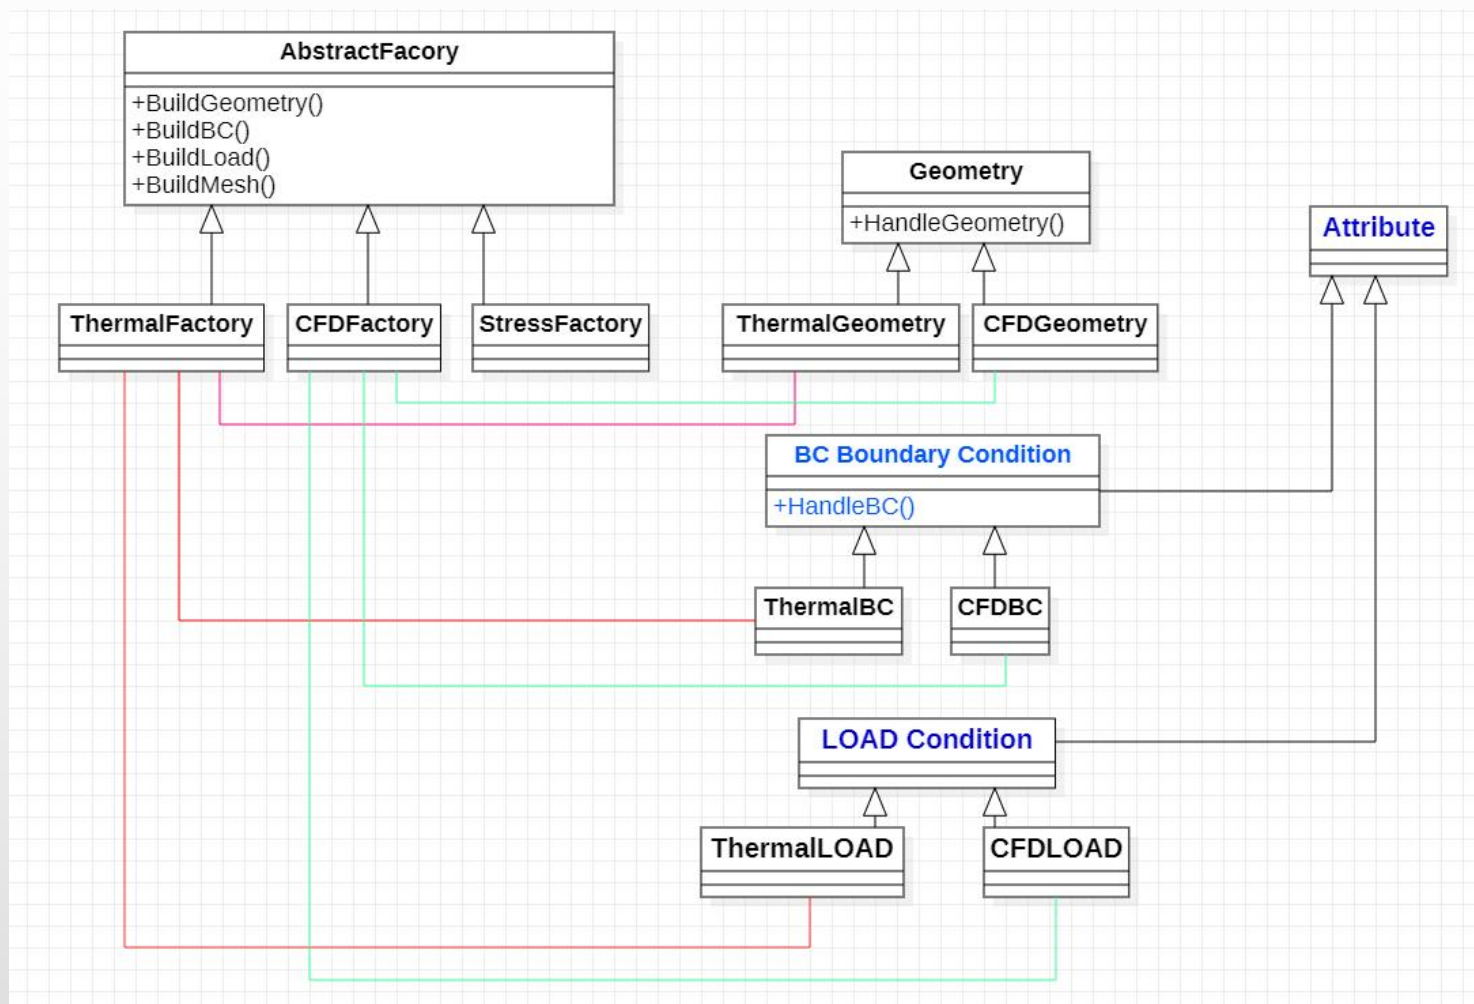 AbstractFacory
+BuildGeometry()
+BuildBC()
+BuildLoad()
+BuildMesh()
Geometry
+HandleGeometry()
Attribute
ThermalFactory
CFDFactory
StressFactory
ThermalGeometry
CFDGeometry
BC Boundary Condition
+HandleBC()
ThermalBC
CFDBC
LOAD Condition
ThermalLOAD
CFDLOAD